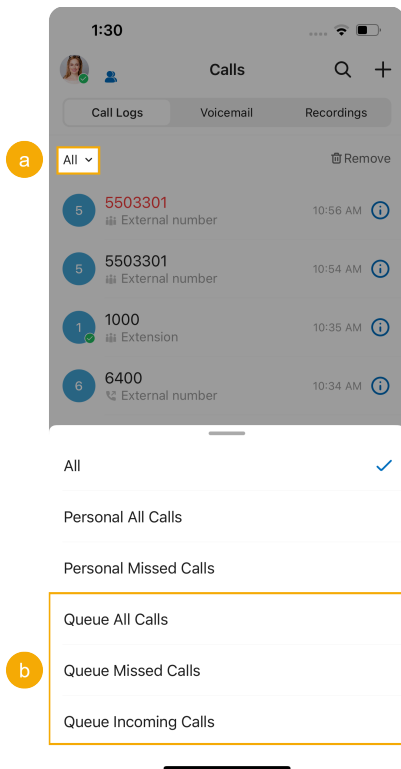 1:30
Calls
Call Logs Voicemail Recordings
a All Remove
5 5503301 10:56 AM
External number
5 5503301 10:54 AM
External number
1 1000 10:35 AM
Extension
6 6400 10:34 AM
External number
All
Personal All Calls
Personal Missed Calls
Queue All Calls
b Queue Missed Calls
Queue Incoming Calls